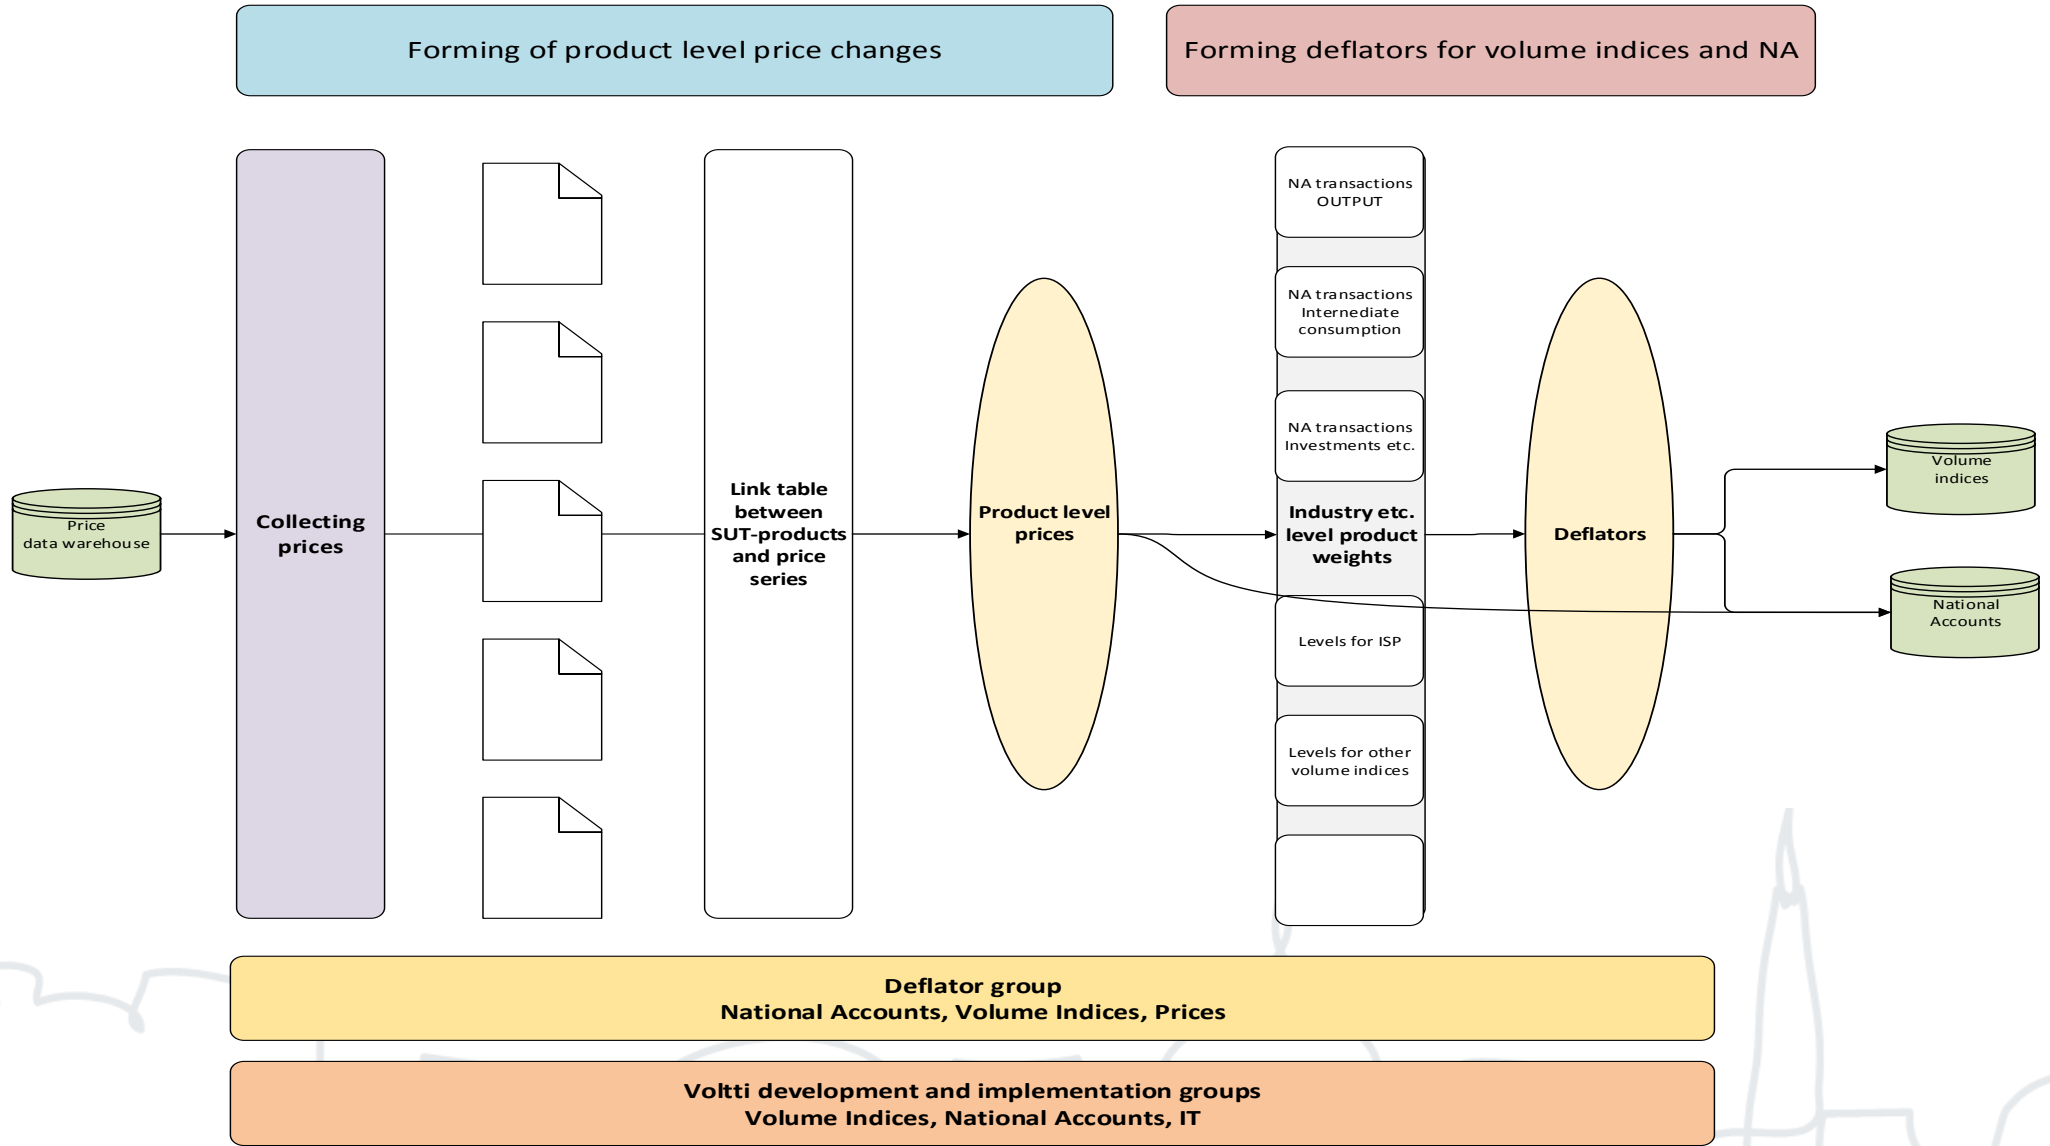 Forming of product level price changes
Forming deflators for volume indices and NA
Price
data warehouse
Collecting
prices
Link table
between
SUT-products
and price
series
Product level
prices
NA transactions
OUTPUT
NA transactions
Internediate
consumption
NA transactions
Investments etc.
Industry etc.
level product
weights
Levels for ISP
Levels for other
volume indices
Deflators
Volume
indices
National
Accounts
Deflator group
National Accounts, Volume Indices, Prices
Voltti development and implementation groups
Volume Indices, National Accounts, IT